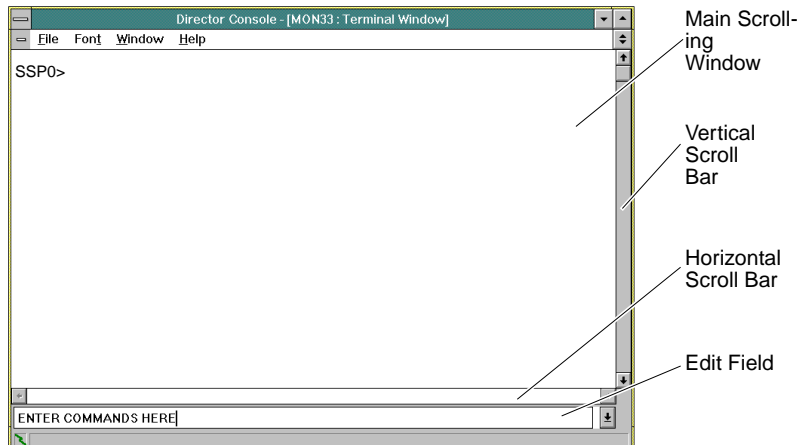 Director Console - [MON33 : Terminal Window]
File Font Window Help
SSP0>
ENTER COMMANDS HERE
Main Scroll-
ing
Window
Vertical
Scroll
Bar
Horizontal
Scroll Bar
Edit Field